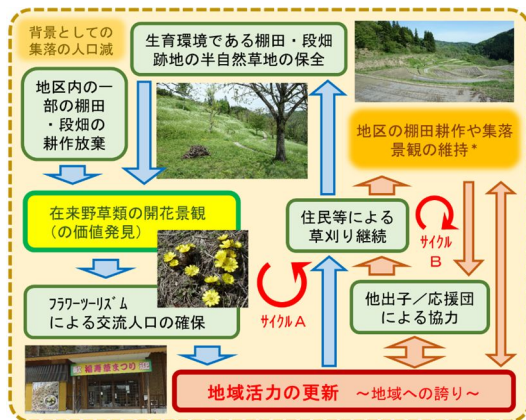 背景としての
集落の人口減
生育環境である棚田・段畑
跡地の半自然草地の保全
地区内の一
部の棚田
・段畑の
耕作放棄
地区の棚田耕作や集落
景観の維持*
在来野草類の開花景観
(の価値発見)
住民等による
草刈り継続
サイクル
B
フラワーツーリズム
による交流人口の確保
サイクルA
他出子/応援団
による協力
福寿草まつり
地域活力の更新 ~地域への誇り~